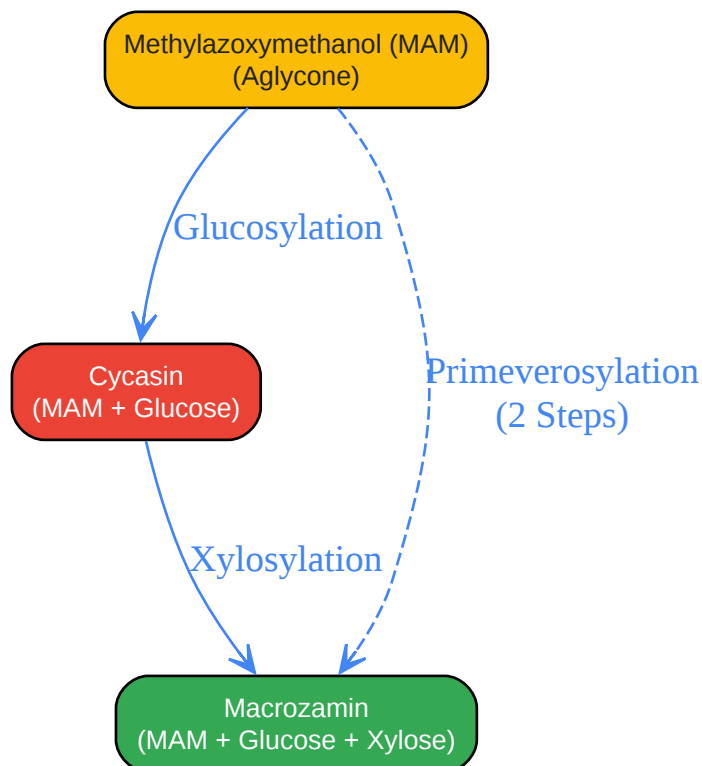 Methylazoxymethanol (MAM)
(Aglycone)
Glucosylation
Cycasin
(MAM + Glucose)
Primeverosylation
(2 Steps)
Xylosylation
Macrozamin
(MAM + Glucose + Xylose)